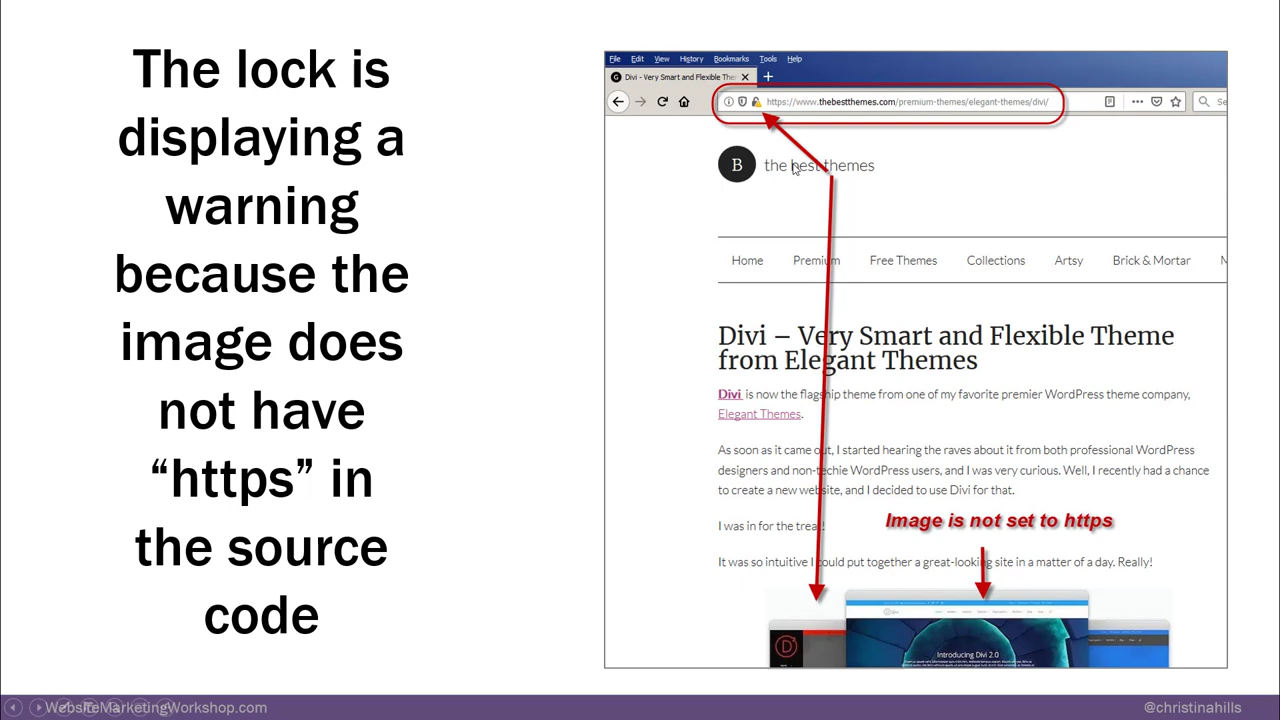 The lock is
displaying a
warning
because the
image does
not have
“https” in
the source
code
File Edit View History Bookmarks Tools Help
Divi - Very Smart and Flexible The
https://www.thebestthemes.com/premium-themes/elegant-themes/divi/
Se
B the best themes
Home Premium Free Themes Collections Artsy Brick & Mortar M
Divi – Very Smart and Flexible Theme
from Elegant Themes
Divi is now the flagship theme from one of my favorite premier WordPress theme company,
Elegant Themes.
As soon as it came out, I started hearing the raves about it from both professional WordPress
designers and non-techie WordPress users, and I was very curious. Well, I recently had a chance
to create a new website, and I decided to use Divi for that.
I was in for the treat!
Image is not set to https
It was so intuitive I could put together a great-looking site in a matter of a day. Really!
Introducing Divi 2.0
WebsiteMarketingWorkshop.com
@christinahills